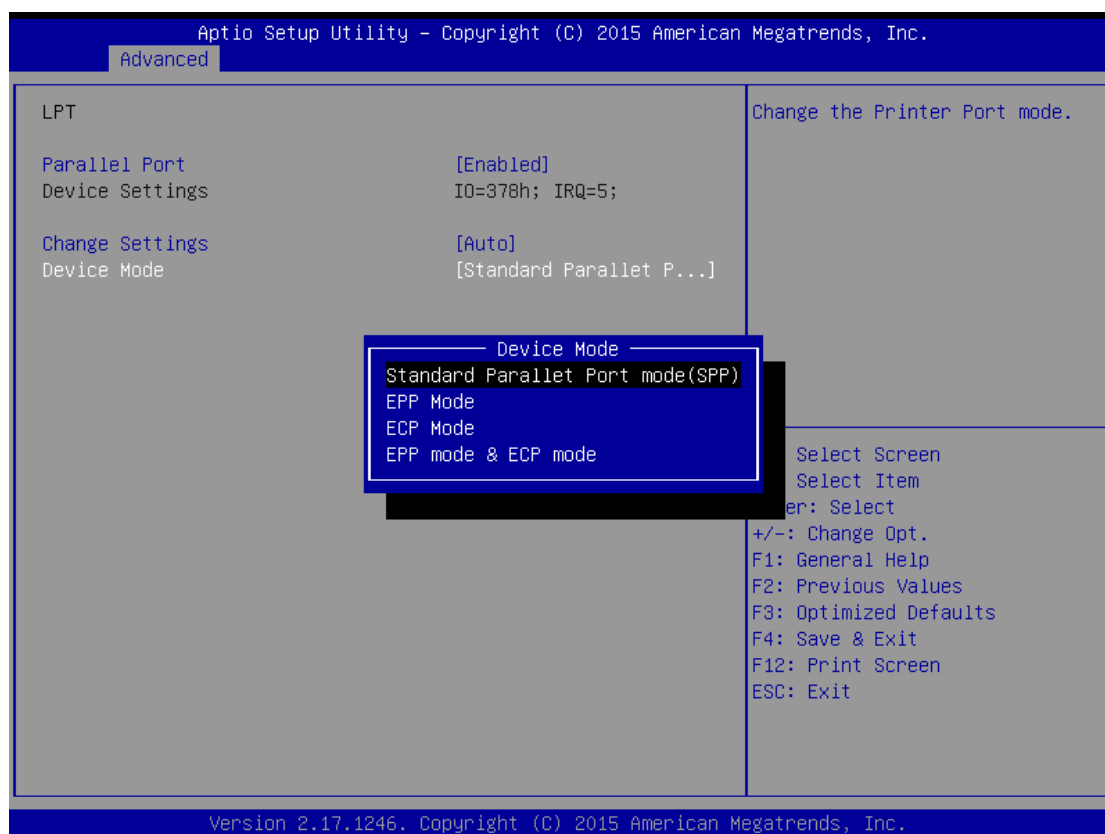 Aptio Setup Utility – Copyright (C) 2015 American Megatrends, Inc.
Advanced
LPT
Parallel Port [Enabled]
Device Settings IO=378h; IRQ=5;
Change Settings [Auto]
Device Mode [Standard Parallet P...]
Change the Printer Port mode.
Device Mode
Standard Parallet Port mode(SPP)
EPP Mode
ECP Mode
EPP mode & ECP mode
Select Screen
Select Item
er: Select
+/-: Change Opt.
F1: General Help
F2: Previous Values
F3: Optimized Defaults
F4: Save & Exit
F12: Print Screen
ESC: Exit
Version 2.17.1246. Copyright (C) 2015 American Megatrends, Inc.